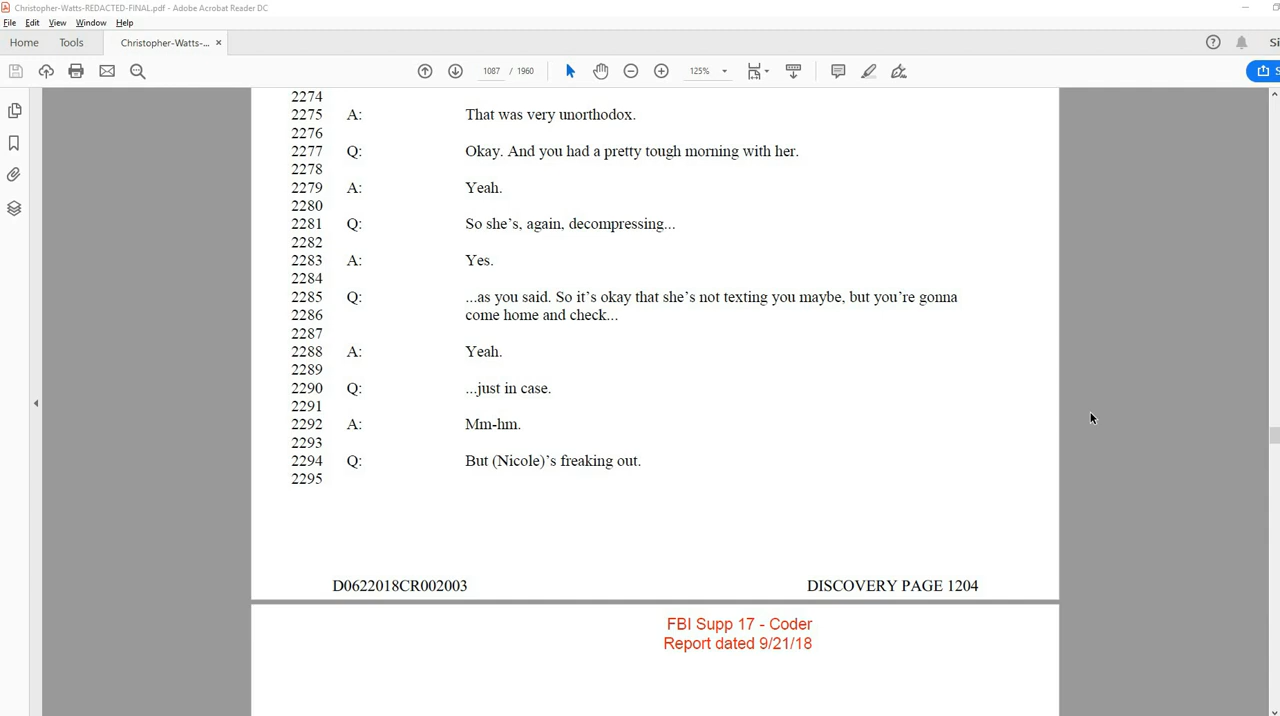 Christopher-Watts-REDACTED-FINAL.pdf - Adobe Acrobat Reader DC
File Edit View Window Help
Home Tools Christopher-Watts-... ×
1087 / 1960 125%
2274
2275 A: That was very unorthodox.
2276
2277 Q: Okay. And you had a pretty tough morning with her.
2278
2279 A: Yeah.
2280
2281 Q: So she's, again, decompressing...
2282
2283 A: Yes.
2284
2285 Q: ...as you said. So it's okay that she's not texting you maybe, but you're gonna
2286 come home and check...
2287
2288 A: Yeah.
2289
2290 Q: ...just in case.
2291
2292 A: Mm-hm.
2293
2294 Q: But (Nicole)'s freaking out.
2295
D0622018CR002003 DISCOVERY PAGE 1204
FBI Supp 17 - Coder
Report dated 9/21/18